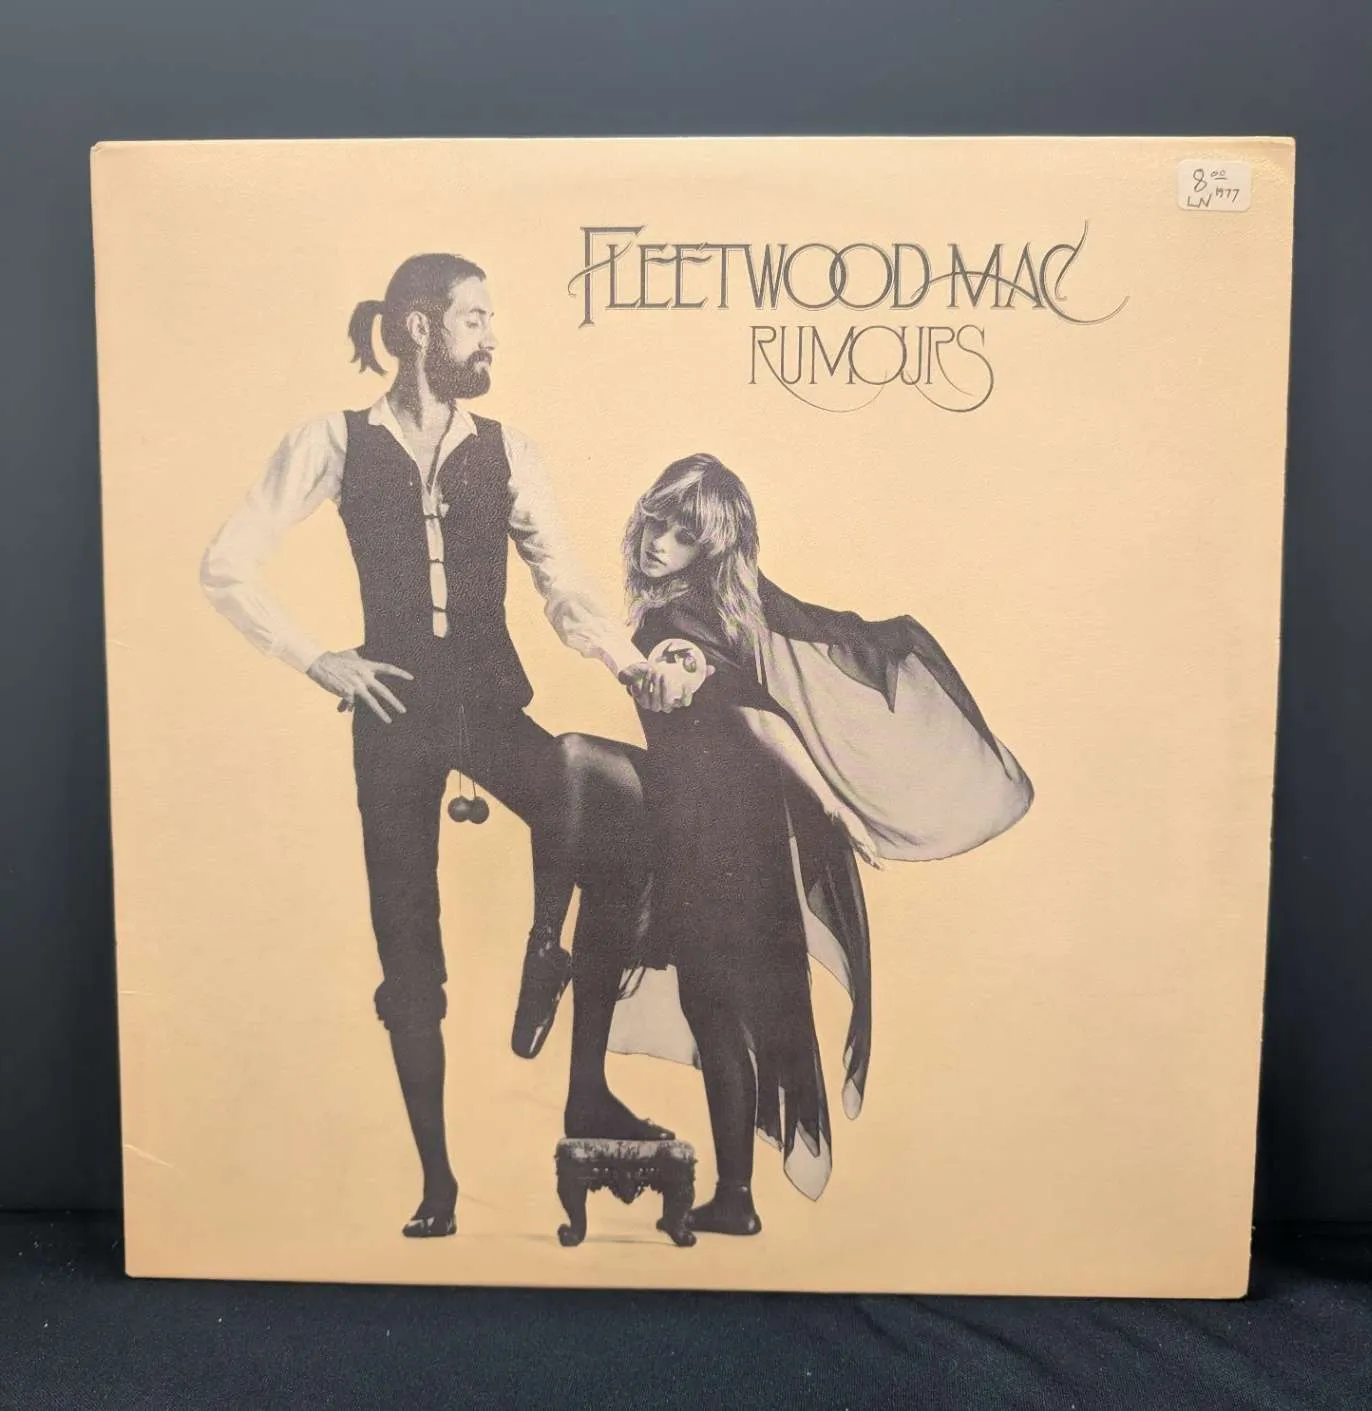 8 00
LN 1977
FLEETWOOD MAC
RUMOURS